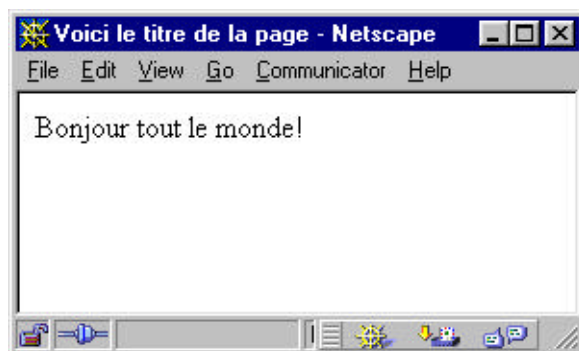 Voici le titre de la page - Netscape
File Edit View Go Communicator Help
Bonjour tout le monde!